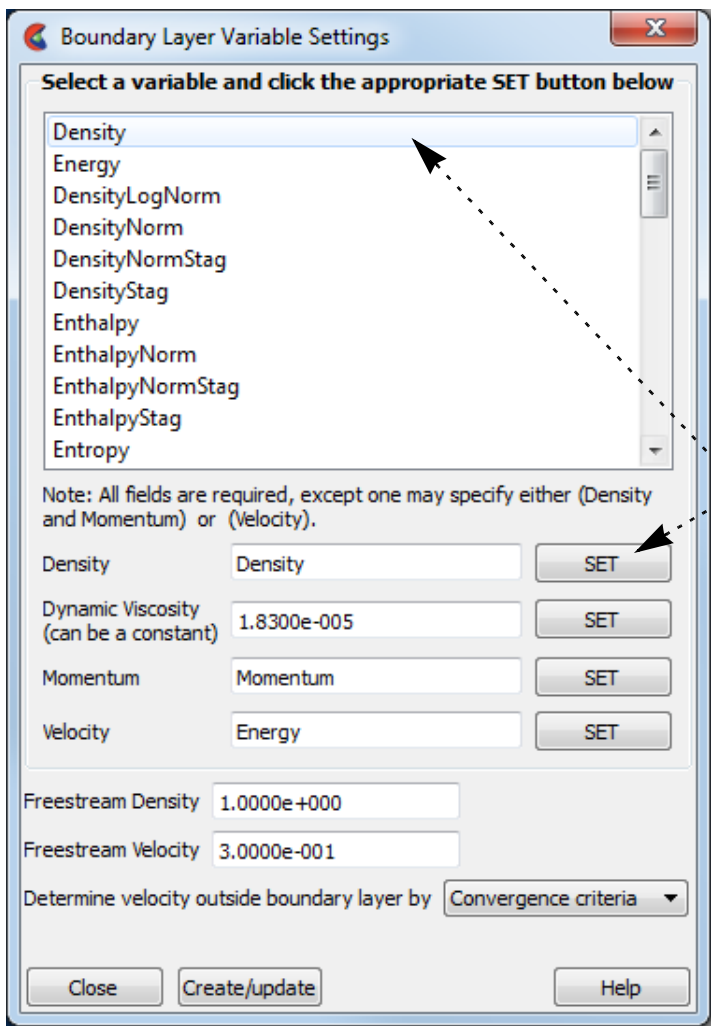 Boundary Layer Variable Settings
Select a variable and click the appropriate SET button below
Density
Energy
DensityLogNorm
DensityNorm
DensityNormStag
DensityStag
Enthalpy
EnthalpyNorm
EnthalpyNormStag
EnthalpyStag
Entropy
Note: All fields are required, except one may specify either (Density
and Momentum) or (Velocity).
Density Density SET
Dynamic Viscosity
(can be a constant) 1.8300e-005 SET
Momentum Momentum SET
Velocity Energy SET
Freestream Density 1.0000e+000
Freestream Velocity 3.0000e-001
Determine velocity outside boundary layer by Convergence criteria
Close Create/update Help